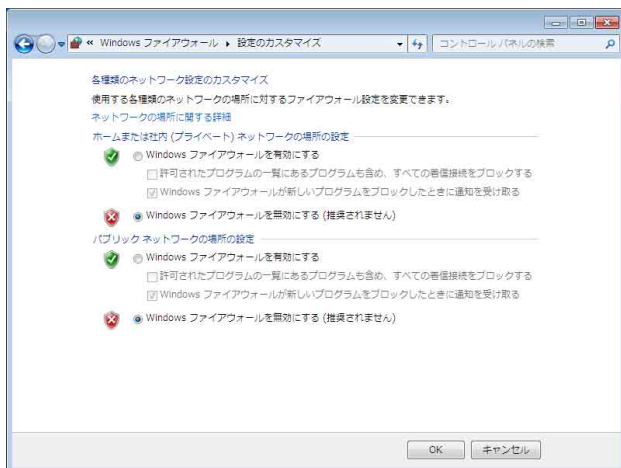 « Windows ファイアウォール ▸ 設定のカスタマイズ
コントロール パネルの検索
各種類のネットワーク設定のカスタマイズ
使用する各種類のネットワークの場所に対するファイアウォール設定を変更できます。
ネットワークの場所に関する詳細
ホームまたは社内 (プライベート) ネットワークの場所の設定
Windows ファイアウォールを有効にする
許可されたプログラムの一覧にあるプログラムも含め、すべての着信接続をブロックする
Windows ファイアウォールが新しいプログラムをブロックしたときに通知を受け取る
Windows ファイアウォールを無効にする (推奨されません)
パブリック ネットワークの場所の設定
Windows ファイアウォールを有効にする
許可されたプログラムの一覧にあるプログラムも含め、すべての着信接続をブロックする
Windows ファイアウォールが新しいプログラムをブロックしたときに通知を受け取る
Windows ファイアウォールを無効にする (推奨されません)
OK
キャンセル